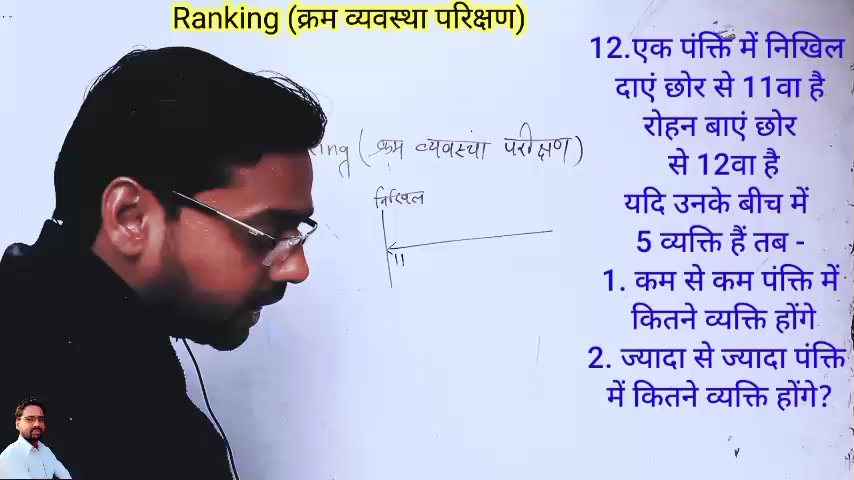 Ranking (क्रम व्यवस्था परिक्षण)
12.एक पंक्ति में निखिल
दाएं छोर से 11वा है
रोहन बाएं छोर
से 12वा है
यदि उनके बीच में
5 व्यक्ति हैं तब -
1. कम से कम पंक्ति में
कितने व्यक्ति होंगे
2. ज्यादा से ज्यादा पंक्ति
में कितने व्यक्ति होंगे?
(क्रम व्यवस्था परीक्षण)
निखिल
11